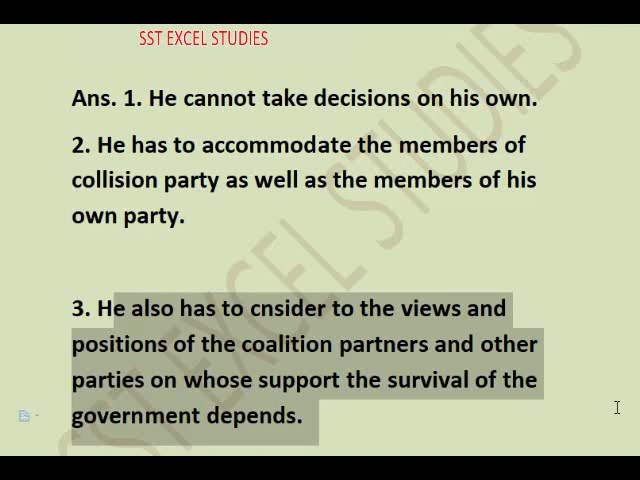 SST EXCEL STUDIES
Ans. 1. He cannot take decisions on his own.
2. He has to accommodate the members of
collision party as well as the members of his
own party.
3. He also has to cnsider to the views and
positions of the coalition partners and other
parties on whose support the survival of the
government depends.
SST EXCEL STUDIES